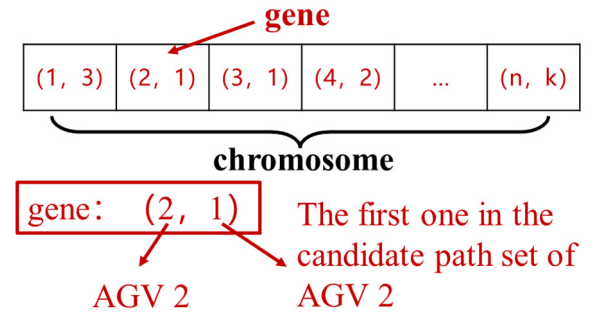 gene
(1, 3) (2, 1) (3, 1) (4, 2) ... (n, k)
chromosome
gene: (2, 1)
The first one in the
candidate path set of
AGV 2
AGV 2